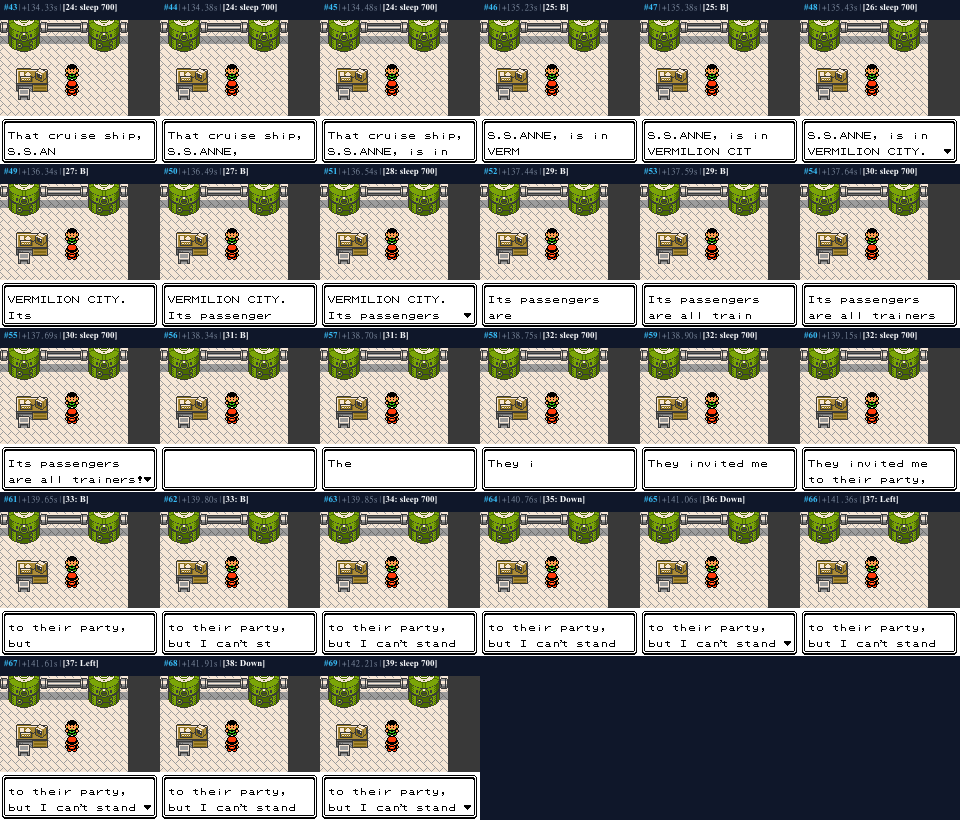 #43|+134.33s|[24: sleep 700]
#44|+134.38s|[24: sleep 700]
#45|+134.48s|[24: sleep 700]
#46|+135.23s|[25: B]
#47|+135.38s|[25: B]
#48|+135.43s|[26: sleep 700]
That cruise ship,
S.S.AN
That cruise ship,
S.S.ANNE,
That cruise ship,
S.S.ANNE, is in
S.S.ANNE, is in
VERM
S.S.ANNE, is in
VERMILION CIT
S.S.ANNE, is in
VERMILION CITY.
#49|+136.34s|[27: B]
#50|+136.49s|[27: B]
#51|+136.54s|[28: sleep 700]
#52|+137.44s|[29: B]
#53|+137.59s|[29: B]
#54|+137.64s|[30: sleep 700]
VERMILION CITY.
Its
VERMILION CITY.
Its passenger
VERMILION CITY.
Its passengers
Its passengers
are
Its passengers
are all train
Its passengers
are all trainers
#55|+137.69s|[30: sleep 700]
#56|+138.34s|[31: B]
#57|+138.70s|[31: B]
#58|+138.75s|[32: sleep 700]
#59|+138.90s|[32: sleep 700]
#60|+139.15s|[32: sleep 700]
Its passengers
are all trainers!
The
They i
They invited me
They invited me
to their party,
#61|+139.65s|[33: B]
#62|+139.80s|[33: B]
#63|+139.85s|[34: sleep 700]
#64|+140.76s|[35: Down]
#65|+141.06s|[36: Down]
#66|+141.36s|[37: Left]
to their party,
but
to their party,
but I can't st
to their party,
but I can't stand
to their party,
but I can't stand
to their party,
but I can't stand
to their party,
but I can't stand
#67|+141.61s|[37: Left]
#68|+141.91s|[38: Down]
#69|+142.21s|[39: sleep 700]
to their party,
but I can't stand
to their party,
but I can't stand
to their party,
but I can't stand